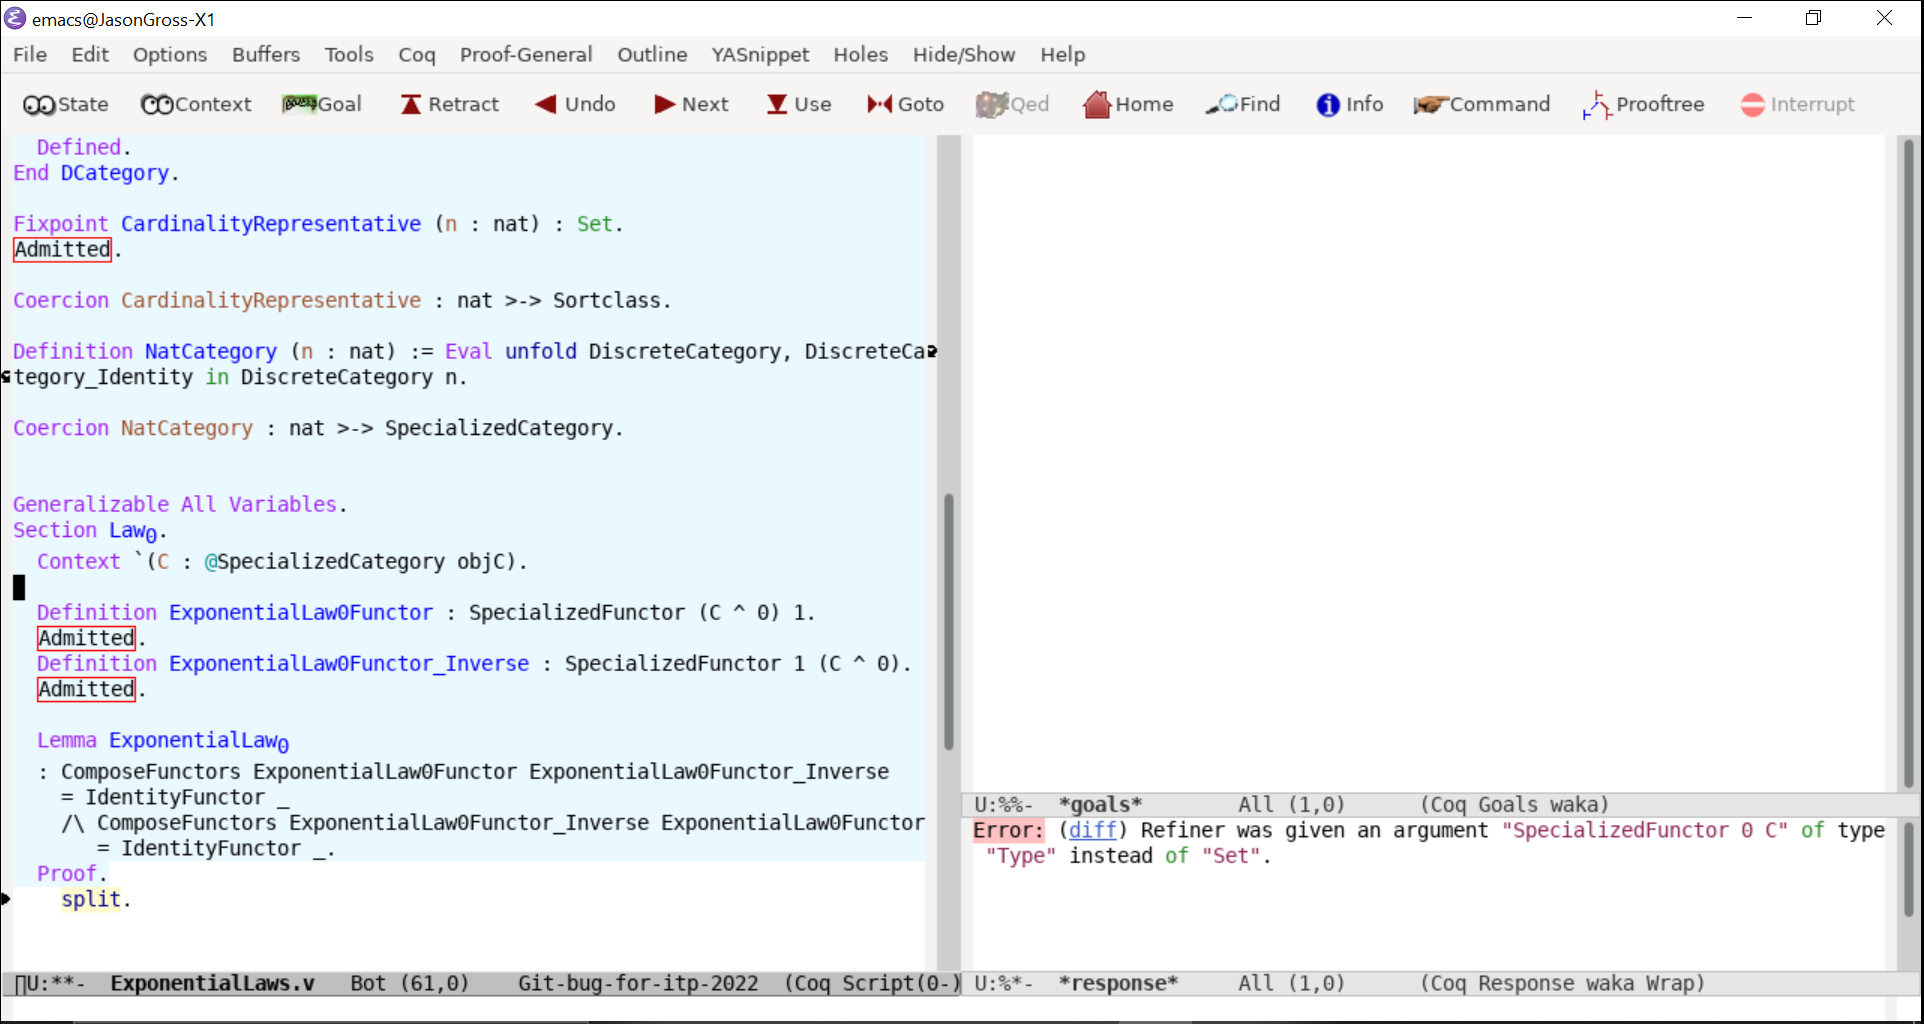 emacs@JasonGross-X1
File Edit Options Buffers Tools Coq Proof-General Outline YASnippet Holes Hide/Show Help
State Context Goal Retract Undo Next Use Goto Qed Home Find Info Command Prooftree Interrupt
Defined.
End DCategory.
Fixpoint CardinalityRepresentative (n : nat) : Set.
Admitted.
Coercion CardinalityRepresentative : nat >-> Sortclass.
Definition NatCategory (n : nat) := Eval unfold DiscreteCategory, DiscreteCa
tegory_Identity in DiscreteCategory n.
Coercion NatCategory : nat >-> SpecializedCategory.
Generalizable All Variables.
Section Law₀.
Context `(C : @SpecializedCategory objC).
Definition ExponentialLaw0Functor : SpecializedFunctor (C ^ 0) 1.
Admitted.
Definition ExponentialLaw0Functor_Inverse : SpecializedFunctor 1 (C ^ 0).
Admitted.
Lemma ExponentialLaw₀
: ComposeFunctors ExponentialLaw0Functor ExponentialLaw0Functor_Inverse
= IdentityFunctor _
/\ ComposeFunctors ExponentialLaw0Functor_Inverse ExponentialLaw0Functor
= IdentityFunctor _.
Proof.
split.
U:**- ExponentialLaws.v Bot (61,0) Git-bug-for-itp-2022 (Coq Script(0-)
U:%%- *goals* All (1,0) (Coq Goals waka)
Error: (diff) Refiner was given an argument "SpecializedFunctor 0 C" of type
"Type" instead of "Set".
U:%*- *response* All (1,0) (Coq Response waka Wrap)